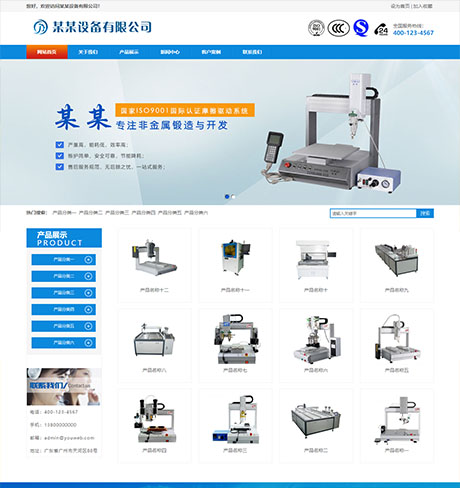 您好，欢迎访问某某设备有限公司！
设为首页 | 加入收藏
某某设备有限公司
24
全国服务热线：
400-123-4567
网站首页 关于我们 产品展示 新闻中心 客户案例 联系我们
某某
国家ISO9001国际认证摩擦驱动系统
专注非金属锻造与开发
产量高，能耗低，效率高；
维护简单，安全可靠，节能降耗；
售后服务规范，无后顾之忧，一站式服务；
热门搜索： 产品分类一 产品分类二 产品分类三 产品分类四 产品分类五 产品分类六
请输入关键字 搜索
产品展示
PRODUCT
产品分类一
产品分类二
产品分类三
产品分类四
产品分类五
产品分类六
产品名称十二 产品名称十一 产品名称十 产品名称九
产品名称八 产品名称七 产品名称六 产品名称五
产品名称四 产品名称三 产品名称二 产品名称一
联系我们/Contact us
电话：400-123-4567
手机：13800000000
邮箱：admin@youweb.com
地址：广东省广州市天河区88号